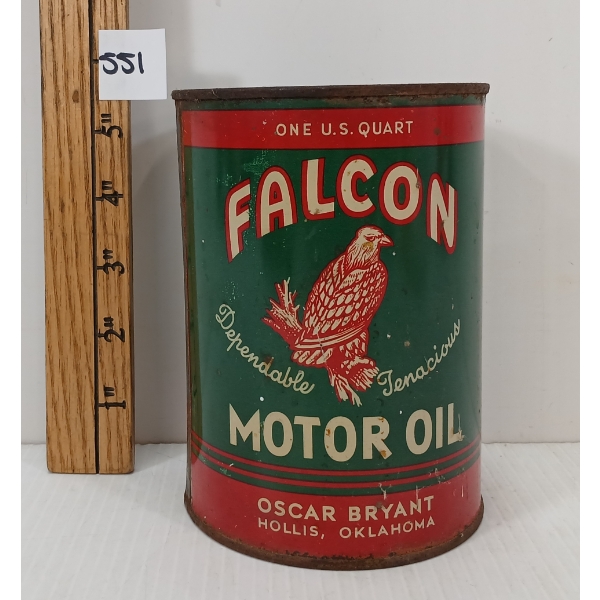 551
5"
4"
3"
2"
1"
ONE U.S. QUART
FALCON
Dependable Tenacious
MOTOR OIL
OSCAR BRYANT
HOLLIS, OKLAHOMA